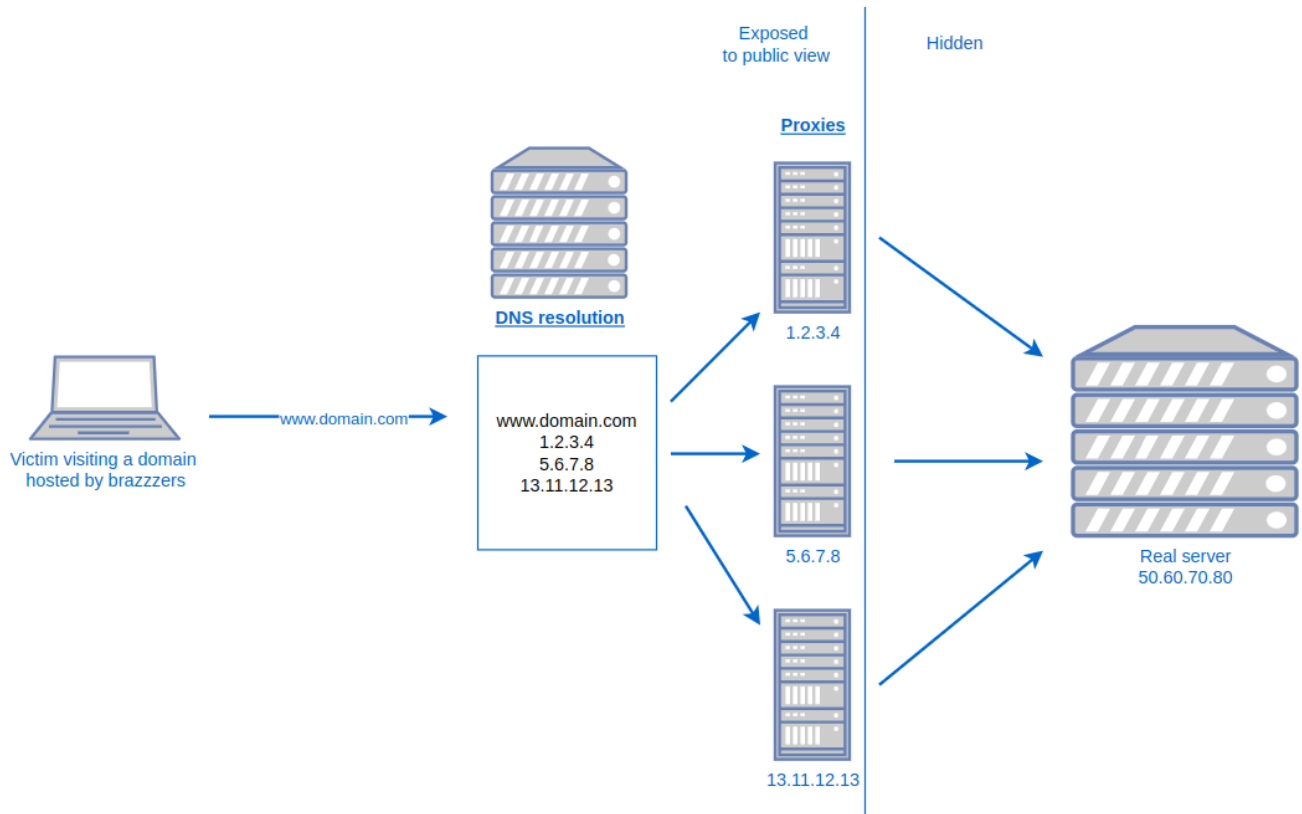 Exposed
to public view
Hidden
Proxies
DNS resolution
1.2.3.4
www.domain.com
www.domain.com
1.2.3.4
5.6.7.8
13.11.12.13
Victim visiting a domain
hosted by brazzzers
5.6.7.8
Real server
50.60.70.80
13.11.12.13